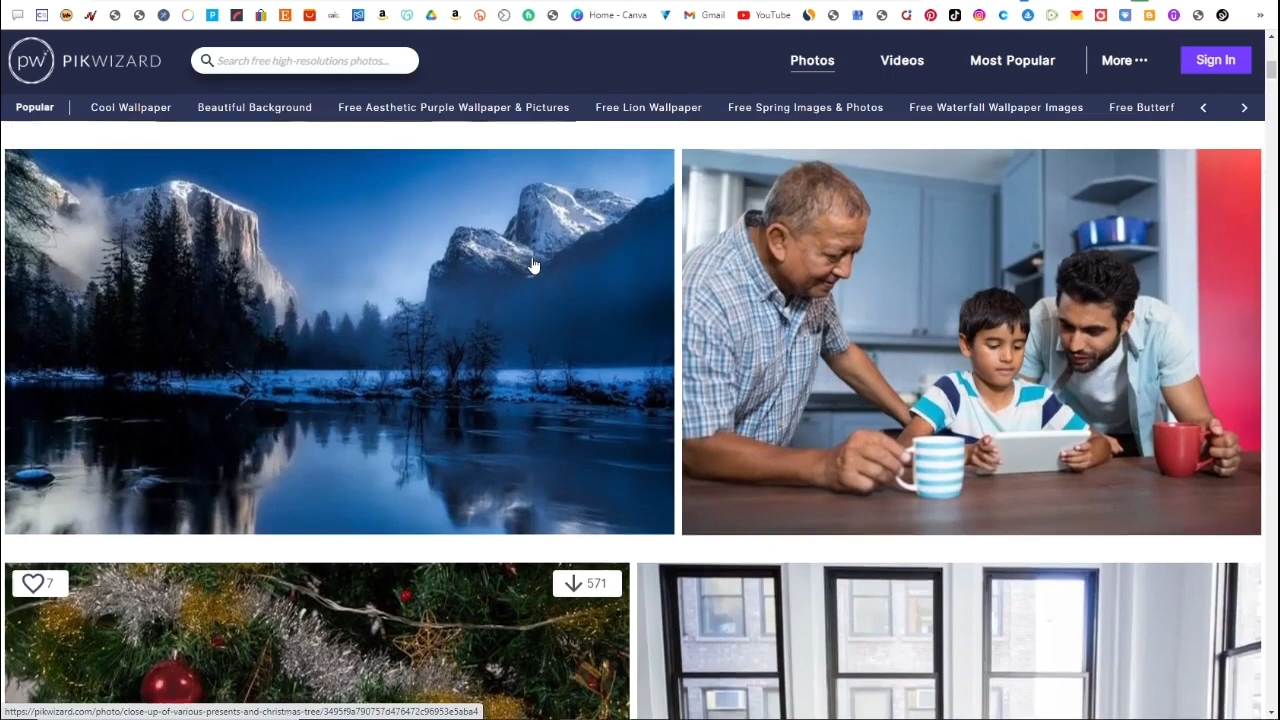 Home - Canva
Gmail
YouTube
»
pw PIKWIZARD
Search free high-resolutions photos...
Photos
Videos
Most Popular
More ···
Sign In
Popular
Cool Wallpaper
Beautiful Background
Free Aesthetic Purple Wallpaper & Pictures
Free Lion Wallpaper
Free Spring Images & Photos
Free Waterfall Wallpaper Images
Free Butterf
7
571
https://pikwizard.com/photo/close-up-of-various-presents-and-christmas-tree/3495f9a790757d476472c96953e5aba4